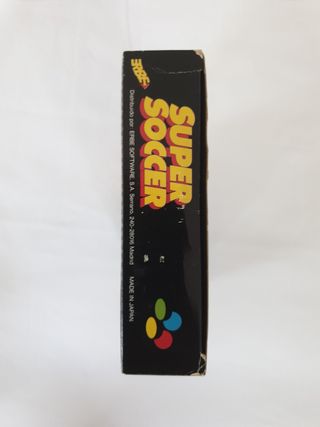 ERBE
SUPER
SOCCER
Distribuido por: ERBE SOFTWARE, S.A. Serrano, 240-28016 Madrid
MADE IN JAPAN